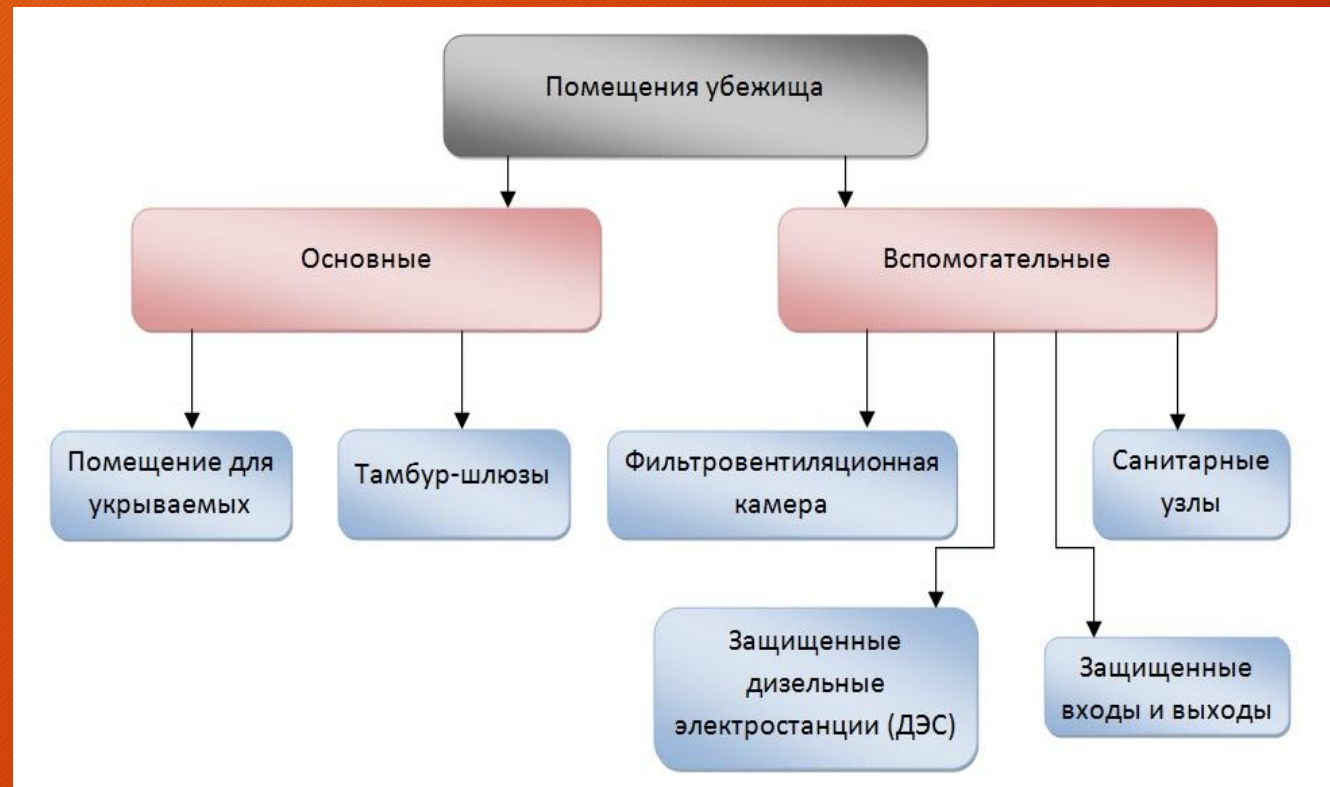 Помещения убежища
Основные
Вспомогательные
Помещение для
укрываемых
Тамбур-шлюзы
Фильтровентиляционная
камера
Санитарные
узлы
Защищенные
дизельные
электростанции (ДЭС)
Защищенные
входы и выходы